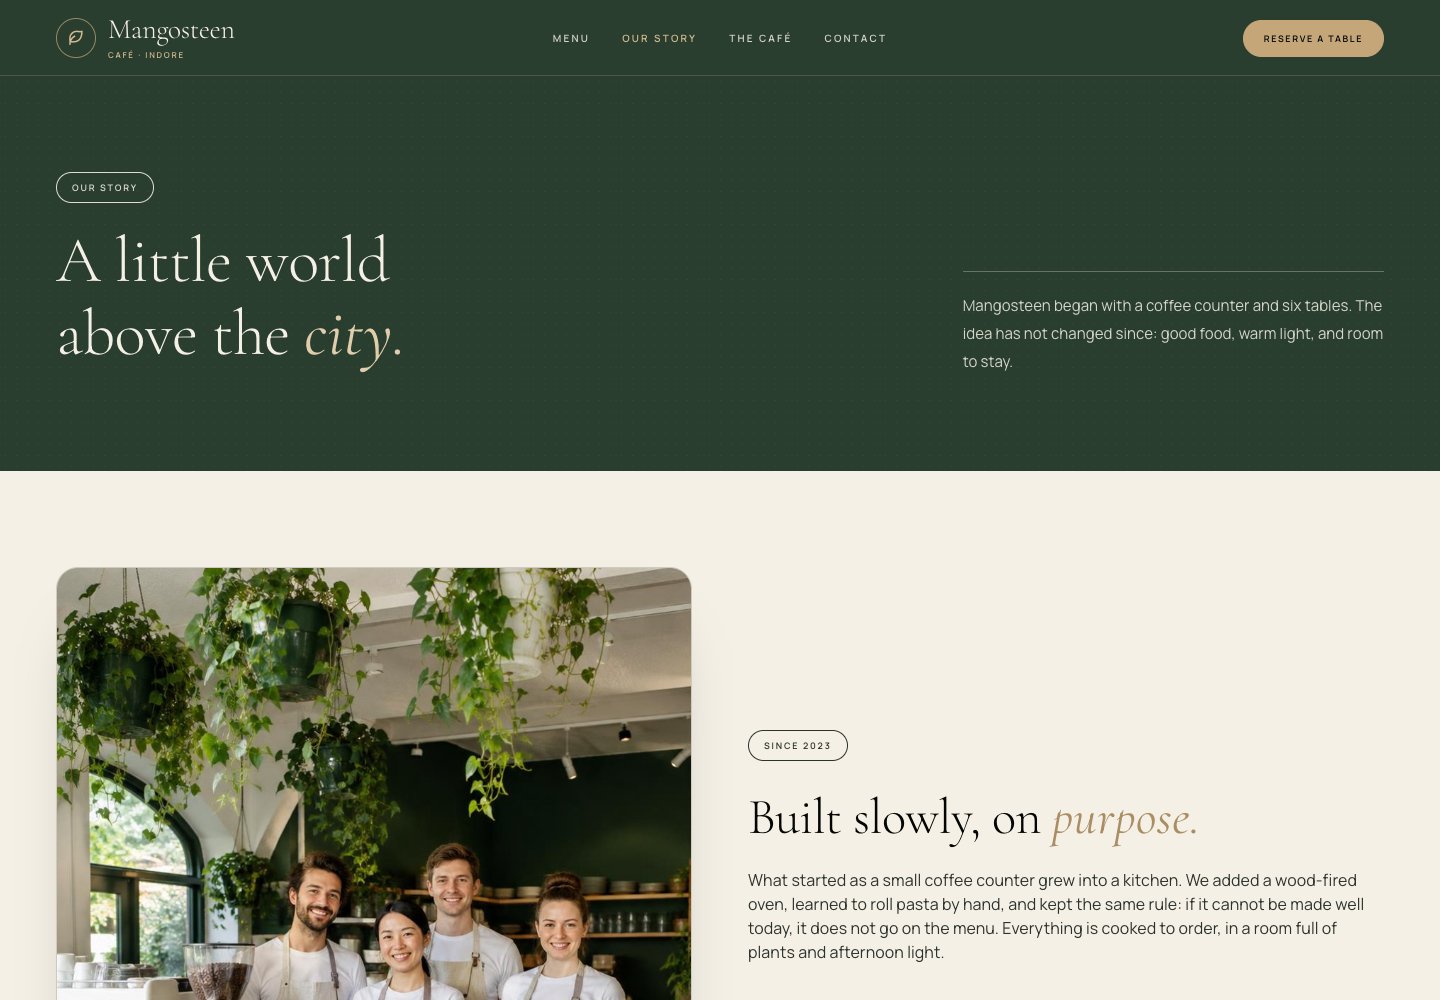 Mangosteen
CAFÉ · INDORE
MENU
OUR STORY
THE CAFÉ
CONTACT
RESERVE A TABLE
OUR STORY
A little world
above the city.
Mangosteen began with a coffee counter and six tables. The
idea has not changed since: good food, warm light, and room
to stay.
SINCE 2023
Built slowly, on purpose.
What started as a small coffee counter grew into a kitchen. We added a wood-fired
oven, learned to roll pasta by hand, and kept the same rule: if it cannot be made well
today, it does not go on the menu. Everything is cooked to order, in a room full of
plants and afternoon light.